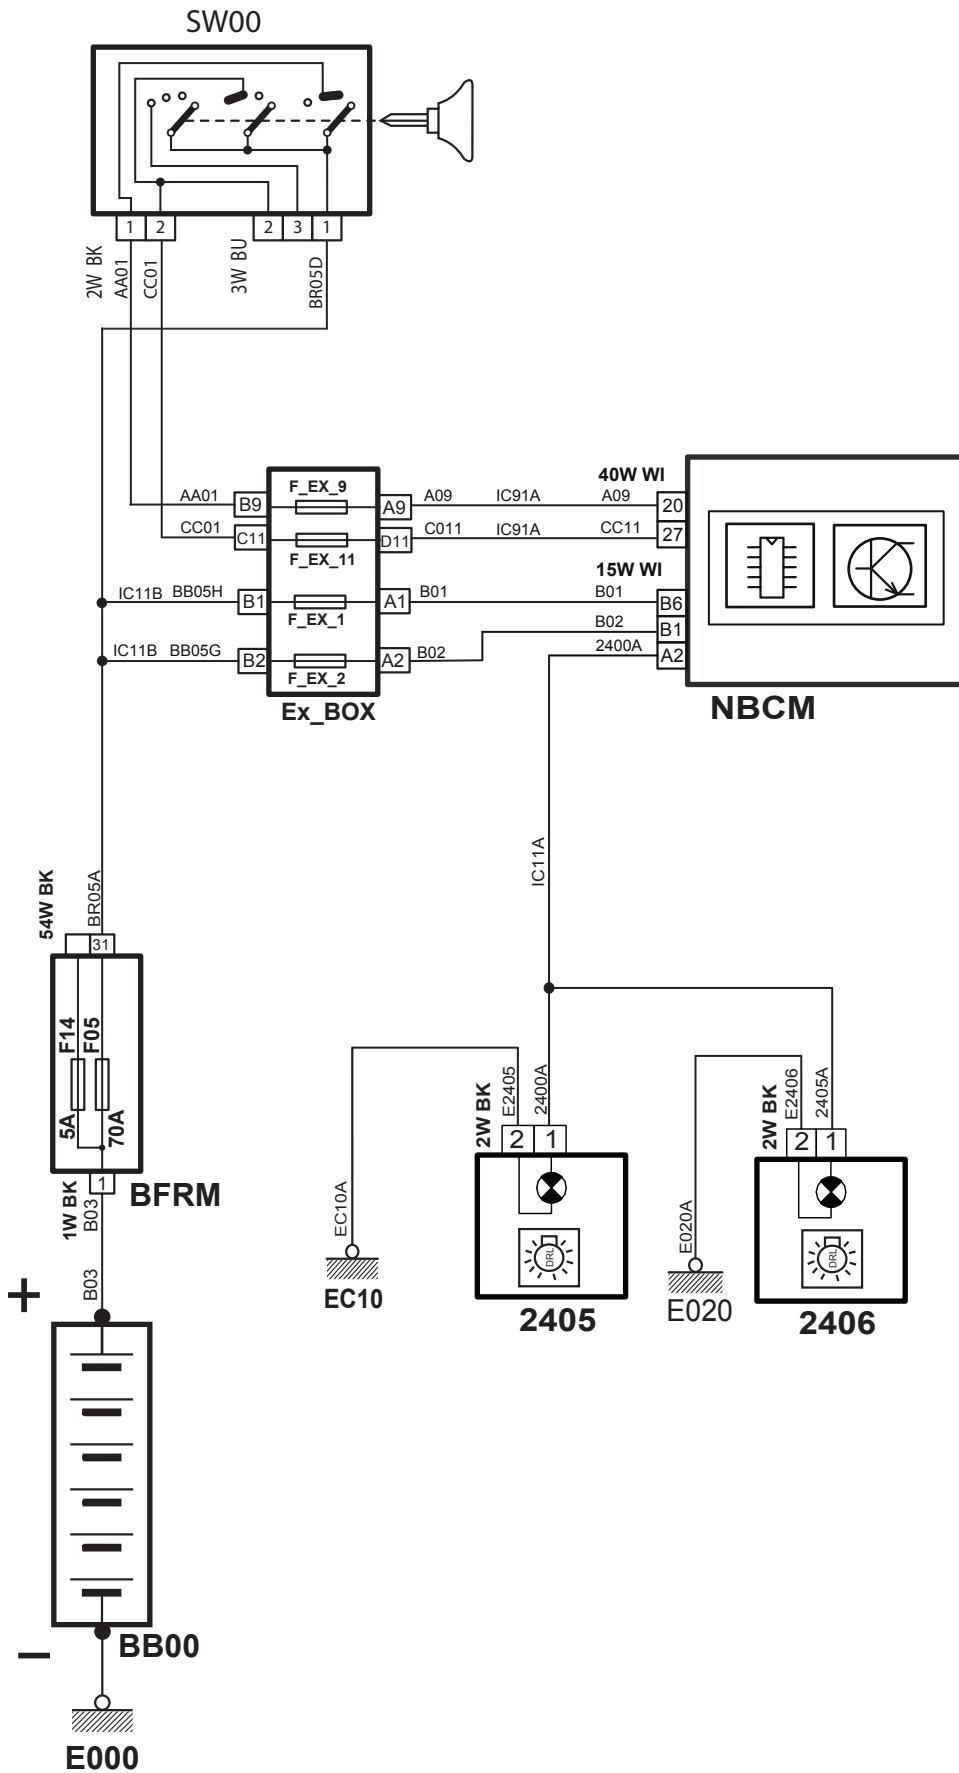 SW00
1 2 2 3 1
2W BK
AA01
CC01
3W BU
BR05D
40W WI
AA01 B9 F_EX_9 A9 A09 IC91A A09 20
CC01 C11 F_EX_11 D11 C011 IC91A CC11 27
15W WI
IC11B BB05H B1 F_EX_1 A1 B01 B01 B6
B02 B1
IC11B BB05G B2 F_EX_2 A2 B02 2400A A2
Ex_BOX
NBCM
IC11A
54W BK
BR05A
31
F14
F05
5A
70A
1
BFRM
1W BK
B03
B03
+
2W BK
E2405
2400A
2 1
EC10A
EC10
DRL
2405
2W BK
E2406
2405A
2 1
E020A
E020
DRL
2406
–
BB00
E000